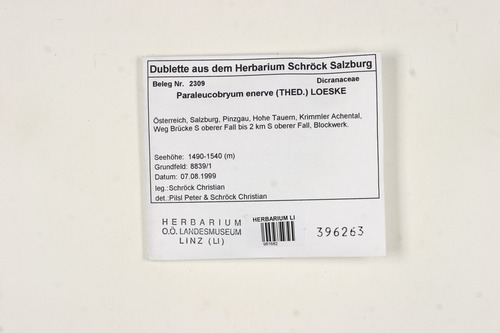 Dublette aus dem Herbarium Schröck Salzburg
Beleg Nr. 2309 Dicranaceae
Paraleucobryum enerve (THED.) LOESKE
Österreich, Salzburg, Pinzgau, Hohe Tauern, Krimmler Achental,
Weg Brücke S oberer Fall bis 2 km S oberer Fall, Blockwerk.
Seehöhe: 1490-1540 (m)
Grundfeld: 8839/1
Datum: 07.08.1999
leg.:Schröck Christian
det.:Pilsl Peter & Schröck Christian
HERBARIUM
O.Ö. LANDESMUSEUM
LINZ (LI)
HERBARIUM LI
396263